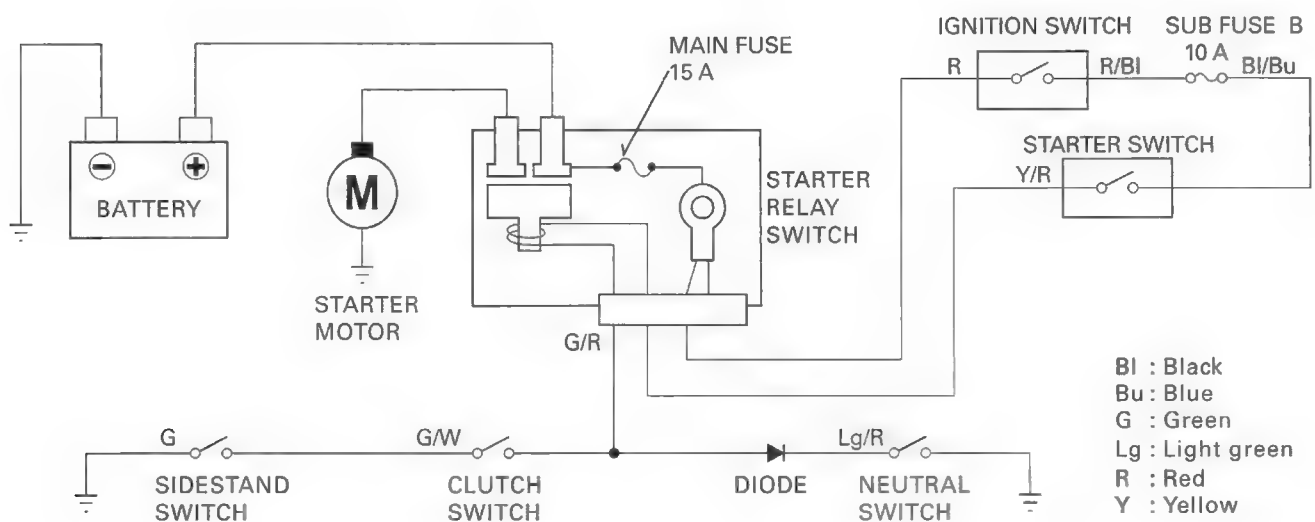 IGNITION SWITCH
SUB FUSE B
10 A
MAIN FUSE
15 A
R
R/Bl
Bl/Bu
STARTER SWITCH
Y/R
BATTERY
M
STARTER
RELAY
SWITCH
STARTER
MOTOR
G/R
Bl : Black
Bu : Blue
G : Green
Lg : Light green
R : Red
Y : Yellow
G
G/W
Lg/R
SIDESTAND
SWITCH
CLUTCH
SWITCH
DIODE
NEUTRAL
SWITCH